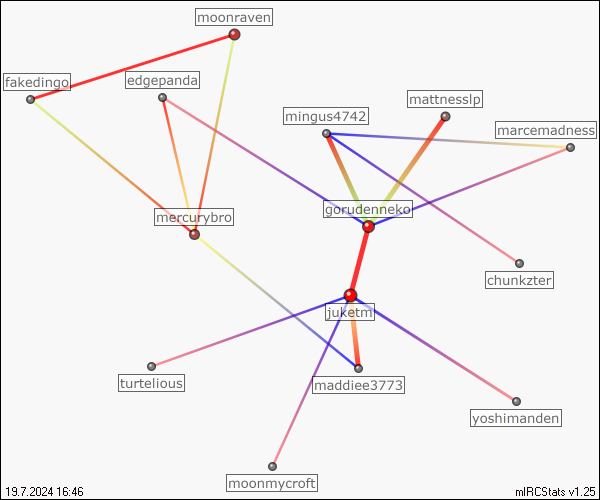 moonraven
fakedingo
edgepanda
mattnesslp
mingus4742
marcemadness
gorudenneko
mercurybro
chunkzter
juketm
turtelious
maddiee3773
yoshimanden
moonmycroft
19.7.2024 16:46
mIRCStats v1.25